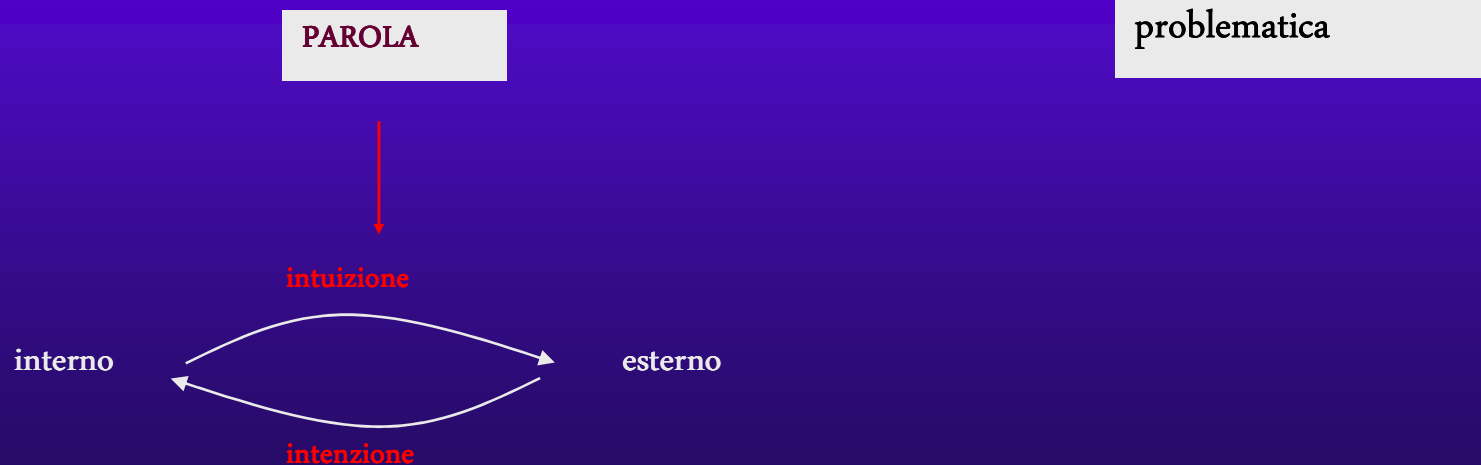 PAROLA
problematica
intuizione
interno
esterno
intenzione